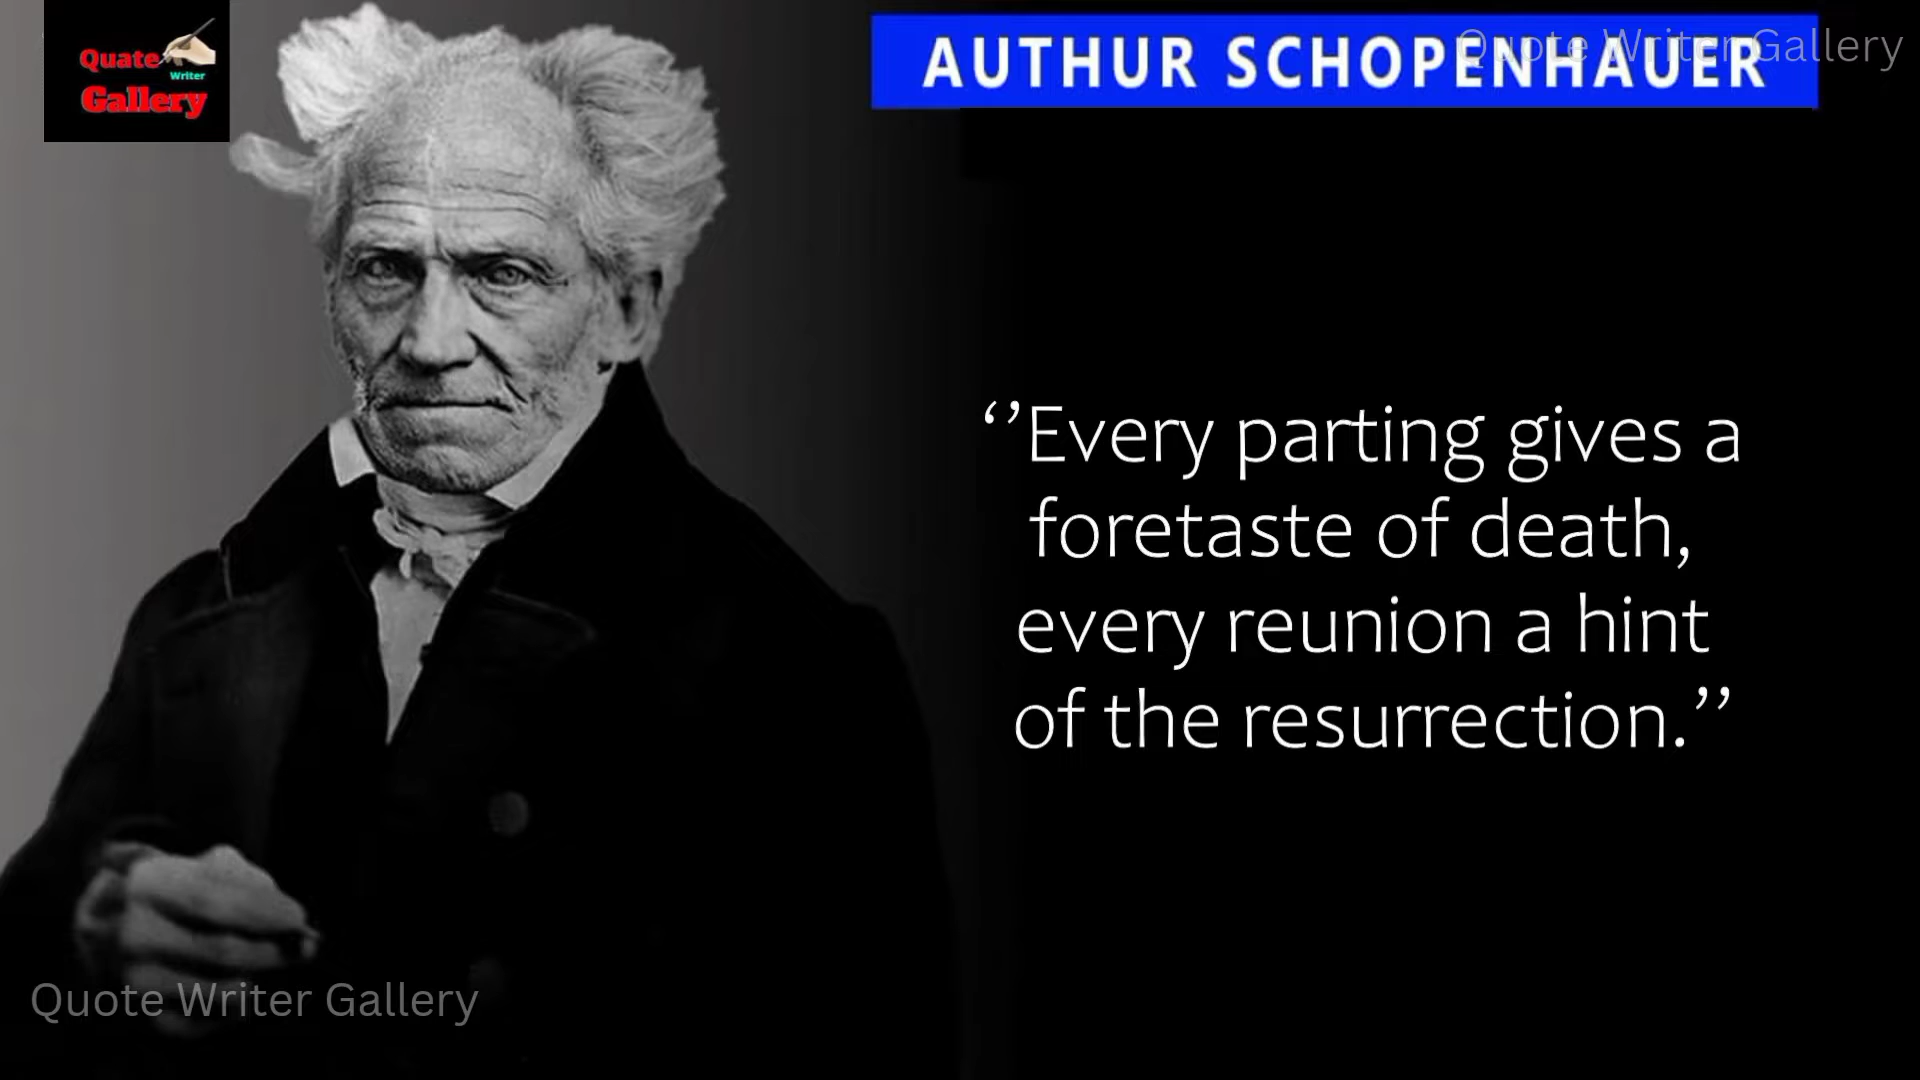 Quate
Writer
Gallery
AUTHUR SCHOPENHAUER
Quote Writer Gallery
‘’Every parting gives a
foretaste of death,
every reunion a hint
of the resurrection.’’
Quote Writer Gallery